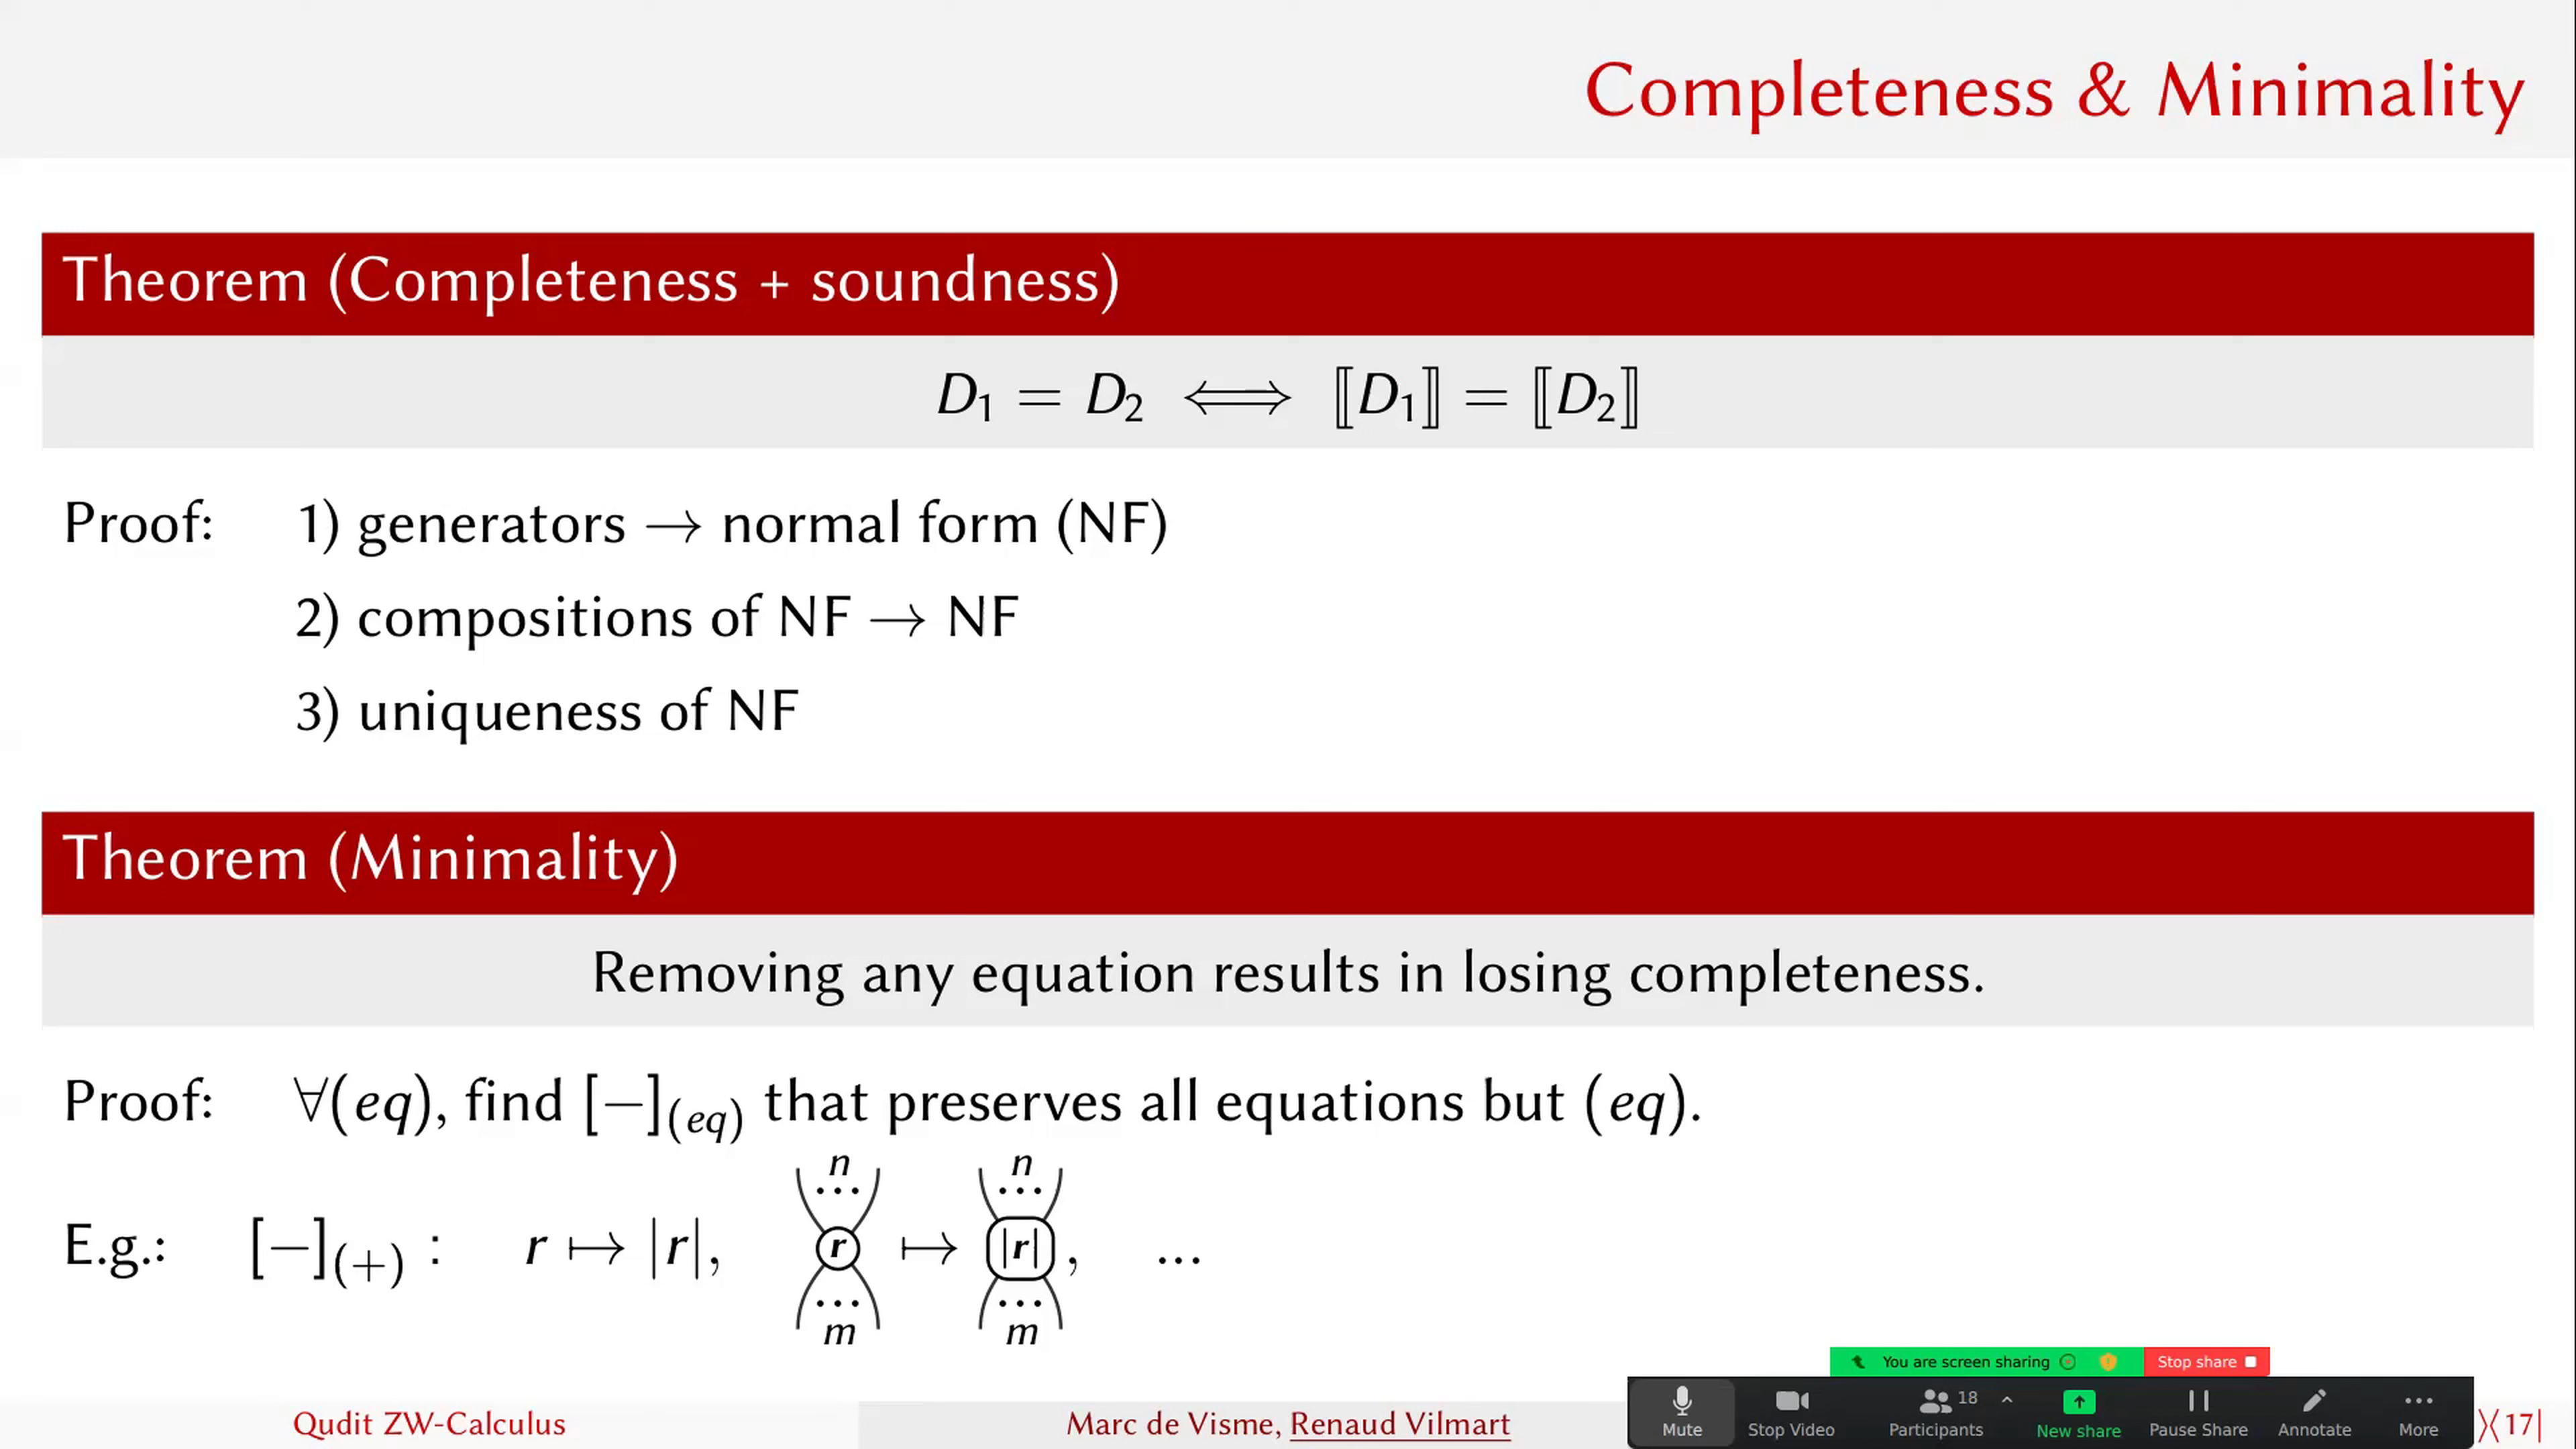 Completeness & Minimality
Theorem (Completeness + soundness)
D₁ = D₂ ⟺ ⟦D₁⟧ = ⟦D₂⟧
Proof: 1) generators → normal form (NF)
2) compositions of NF → NF
3) uniqueness of NF
Theorem (Minimality)
Removing any equation results in losing completeness.
Proof: ∀(eq), find [−](eq) that preserves all equations but (eq).
n n
... ...
E.g.: [−](+) : r ↦ |r|, r ↦ |r| , ...
... ...
m m
You are screen sharing Stop share
18
Mute Stop Video Participants New share Pause Share Annotate More
Qudit ZW-Calculus Marc de Visme, Renaud Vilmart ⟩⟨17|